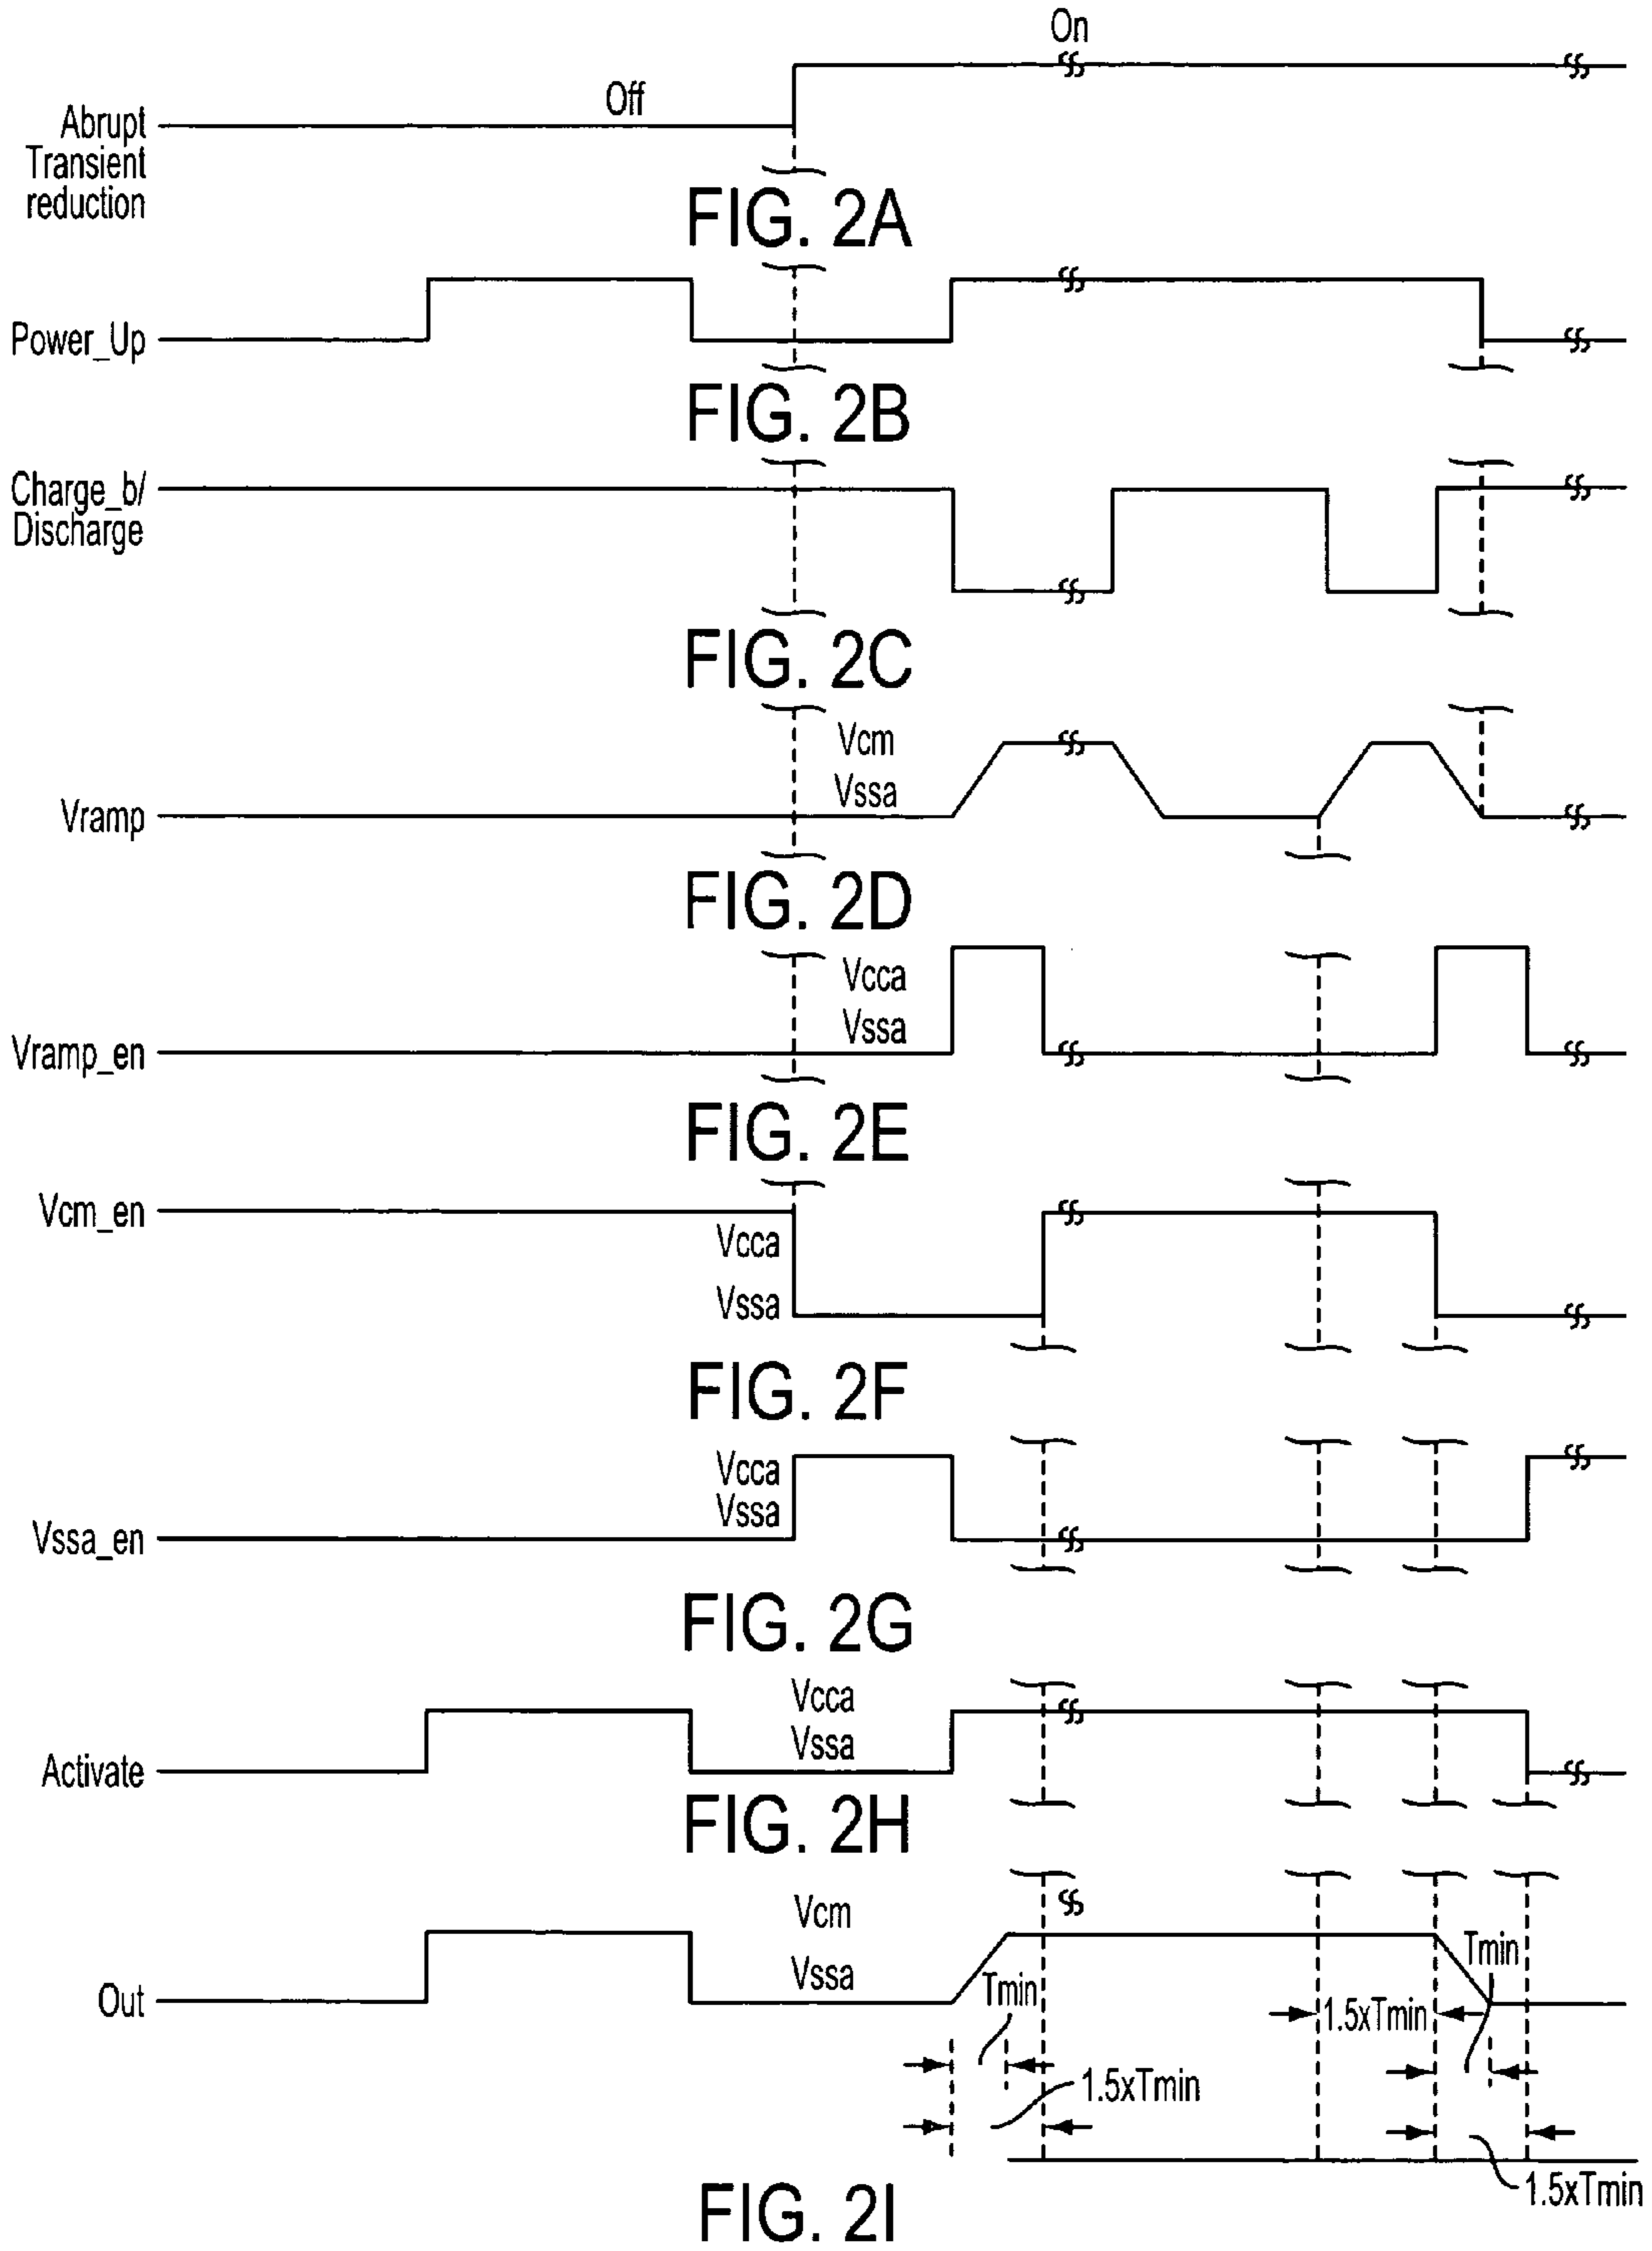 On
Off
Abrupt
Transient
reduction
FIG. 2A
Power_Up
FIG. 2B
Charge_b/
Discharge
FIG. 2C
Vcm
Vssa
Vramp
FIG. 2D
Vcca
Vssa
Vramp_en
FIG. 2E
Vcm_en
Vcca
Vssa
FIG. 2F
Vcca
Vssa
Vssa_en
FIG. 2G
Vcca
Vssa
Activate
FIG. 2H
Vcm
Tmin
Vssa
Tmin
Out
1.5xTmin
1.5xTmin
1.5xTmin
FIG. 2I